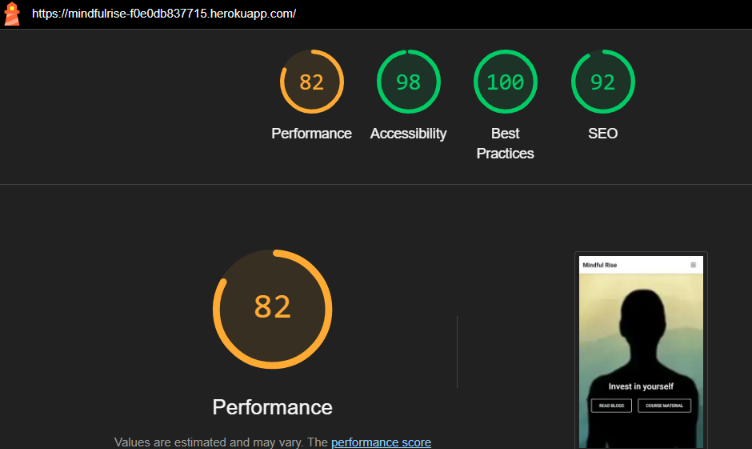 https://mindfulrise-f0e0db837715.herokuapp.com/
82
98
100
92
Performance
Accessibility
Best
Practices
SEO
82
Performance
Values are estimated and may vary. The performance score
Mindful Rise
Invest in yourself
READ BLOGS
COURSE MATERIAL